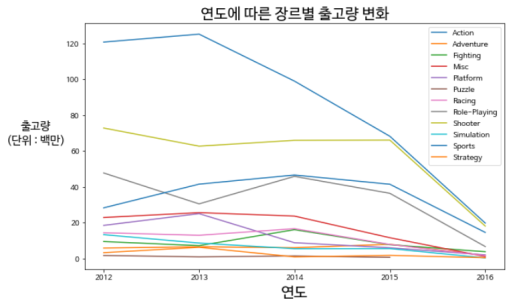 연도에 따른 장르별 출고량 변화
Action
Adventure
Fighting
Misc
Platform
Puzzle
Racing
Role-Playing
Shooter
Simulation
Sports
Strategy
출고량
(단위 : 백만)
120
100
80
60
40
20
0
2012
2013
2014
2015
2016
연도